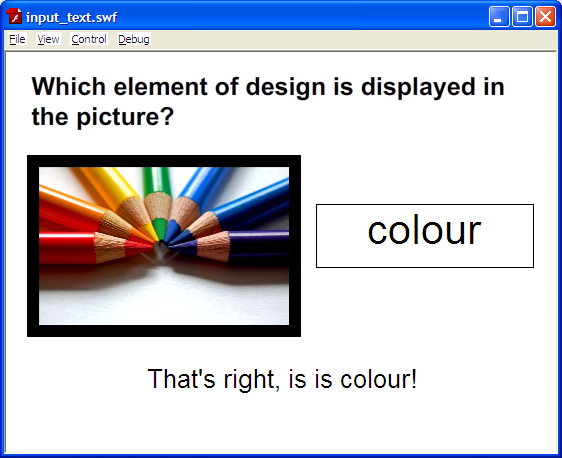 input_text.swf
File View Control Debug
Which element of design is displayed in
the picture?
colour
That's right, is is colour!